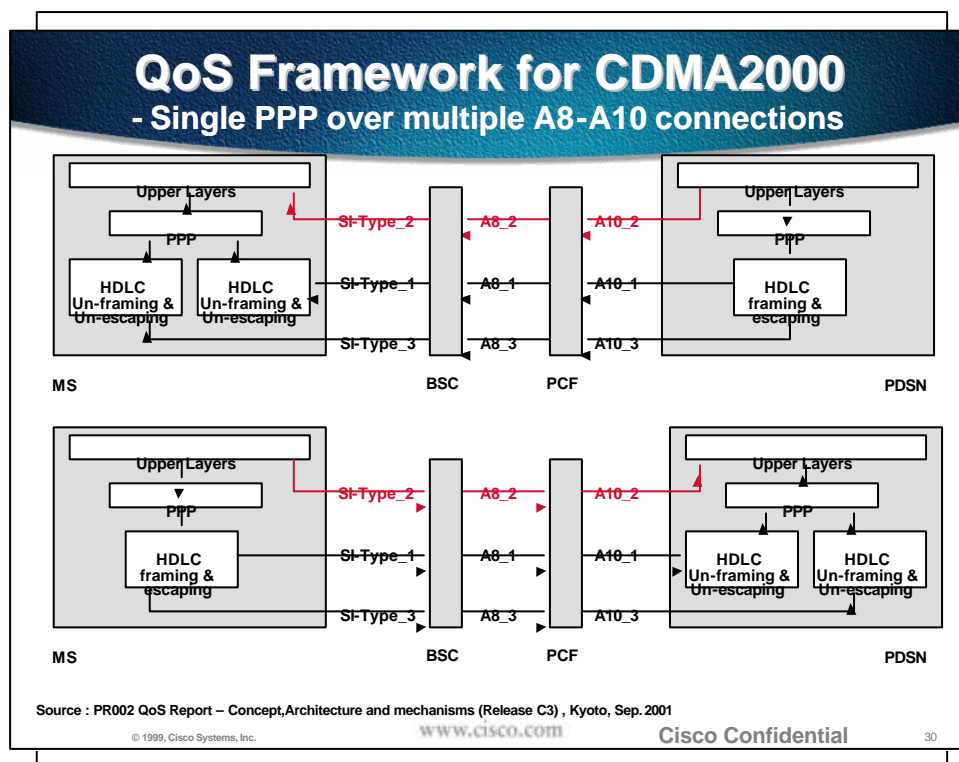 QoS Framework for CDMA2000
- Single PPP over multiple A8-A10 connections
Upper Layers
PPP
HDLC
Un-framing &
Un-escaping
HDLC
Un-framing &
Un-escaping
SI-Type_2
A8_2
A10_2
SI-Type_1
A8_1
A10_1
SI-Type_3
A8_3
A10_3
Upper Layers
PPP
HDLC
framing &
escaping
MS
BSC
PCF
PDSN
Upper Layers
PPP
HDLC
framing &
escaping
SI-Type_2
A8_2
A10_2
SI-Type_1
A8_1
A10_1
SI-Type_3
A8_3
A10_3
Upper Layers
PPP
HDLC
Un-framing &
Un-escaping
HDLC
Un-framing &
Un-escaping
MS
BSC
PCF
PDSN
Source : PR002 QoS Report – Concept,Architecture and mechanisms (Release C3) , Kyoto, Sep. 2001
© 1999, Cisco Systems, Inc.
www.cisco.com
Cisco Confidential
30